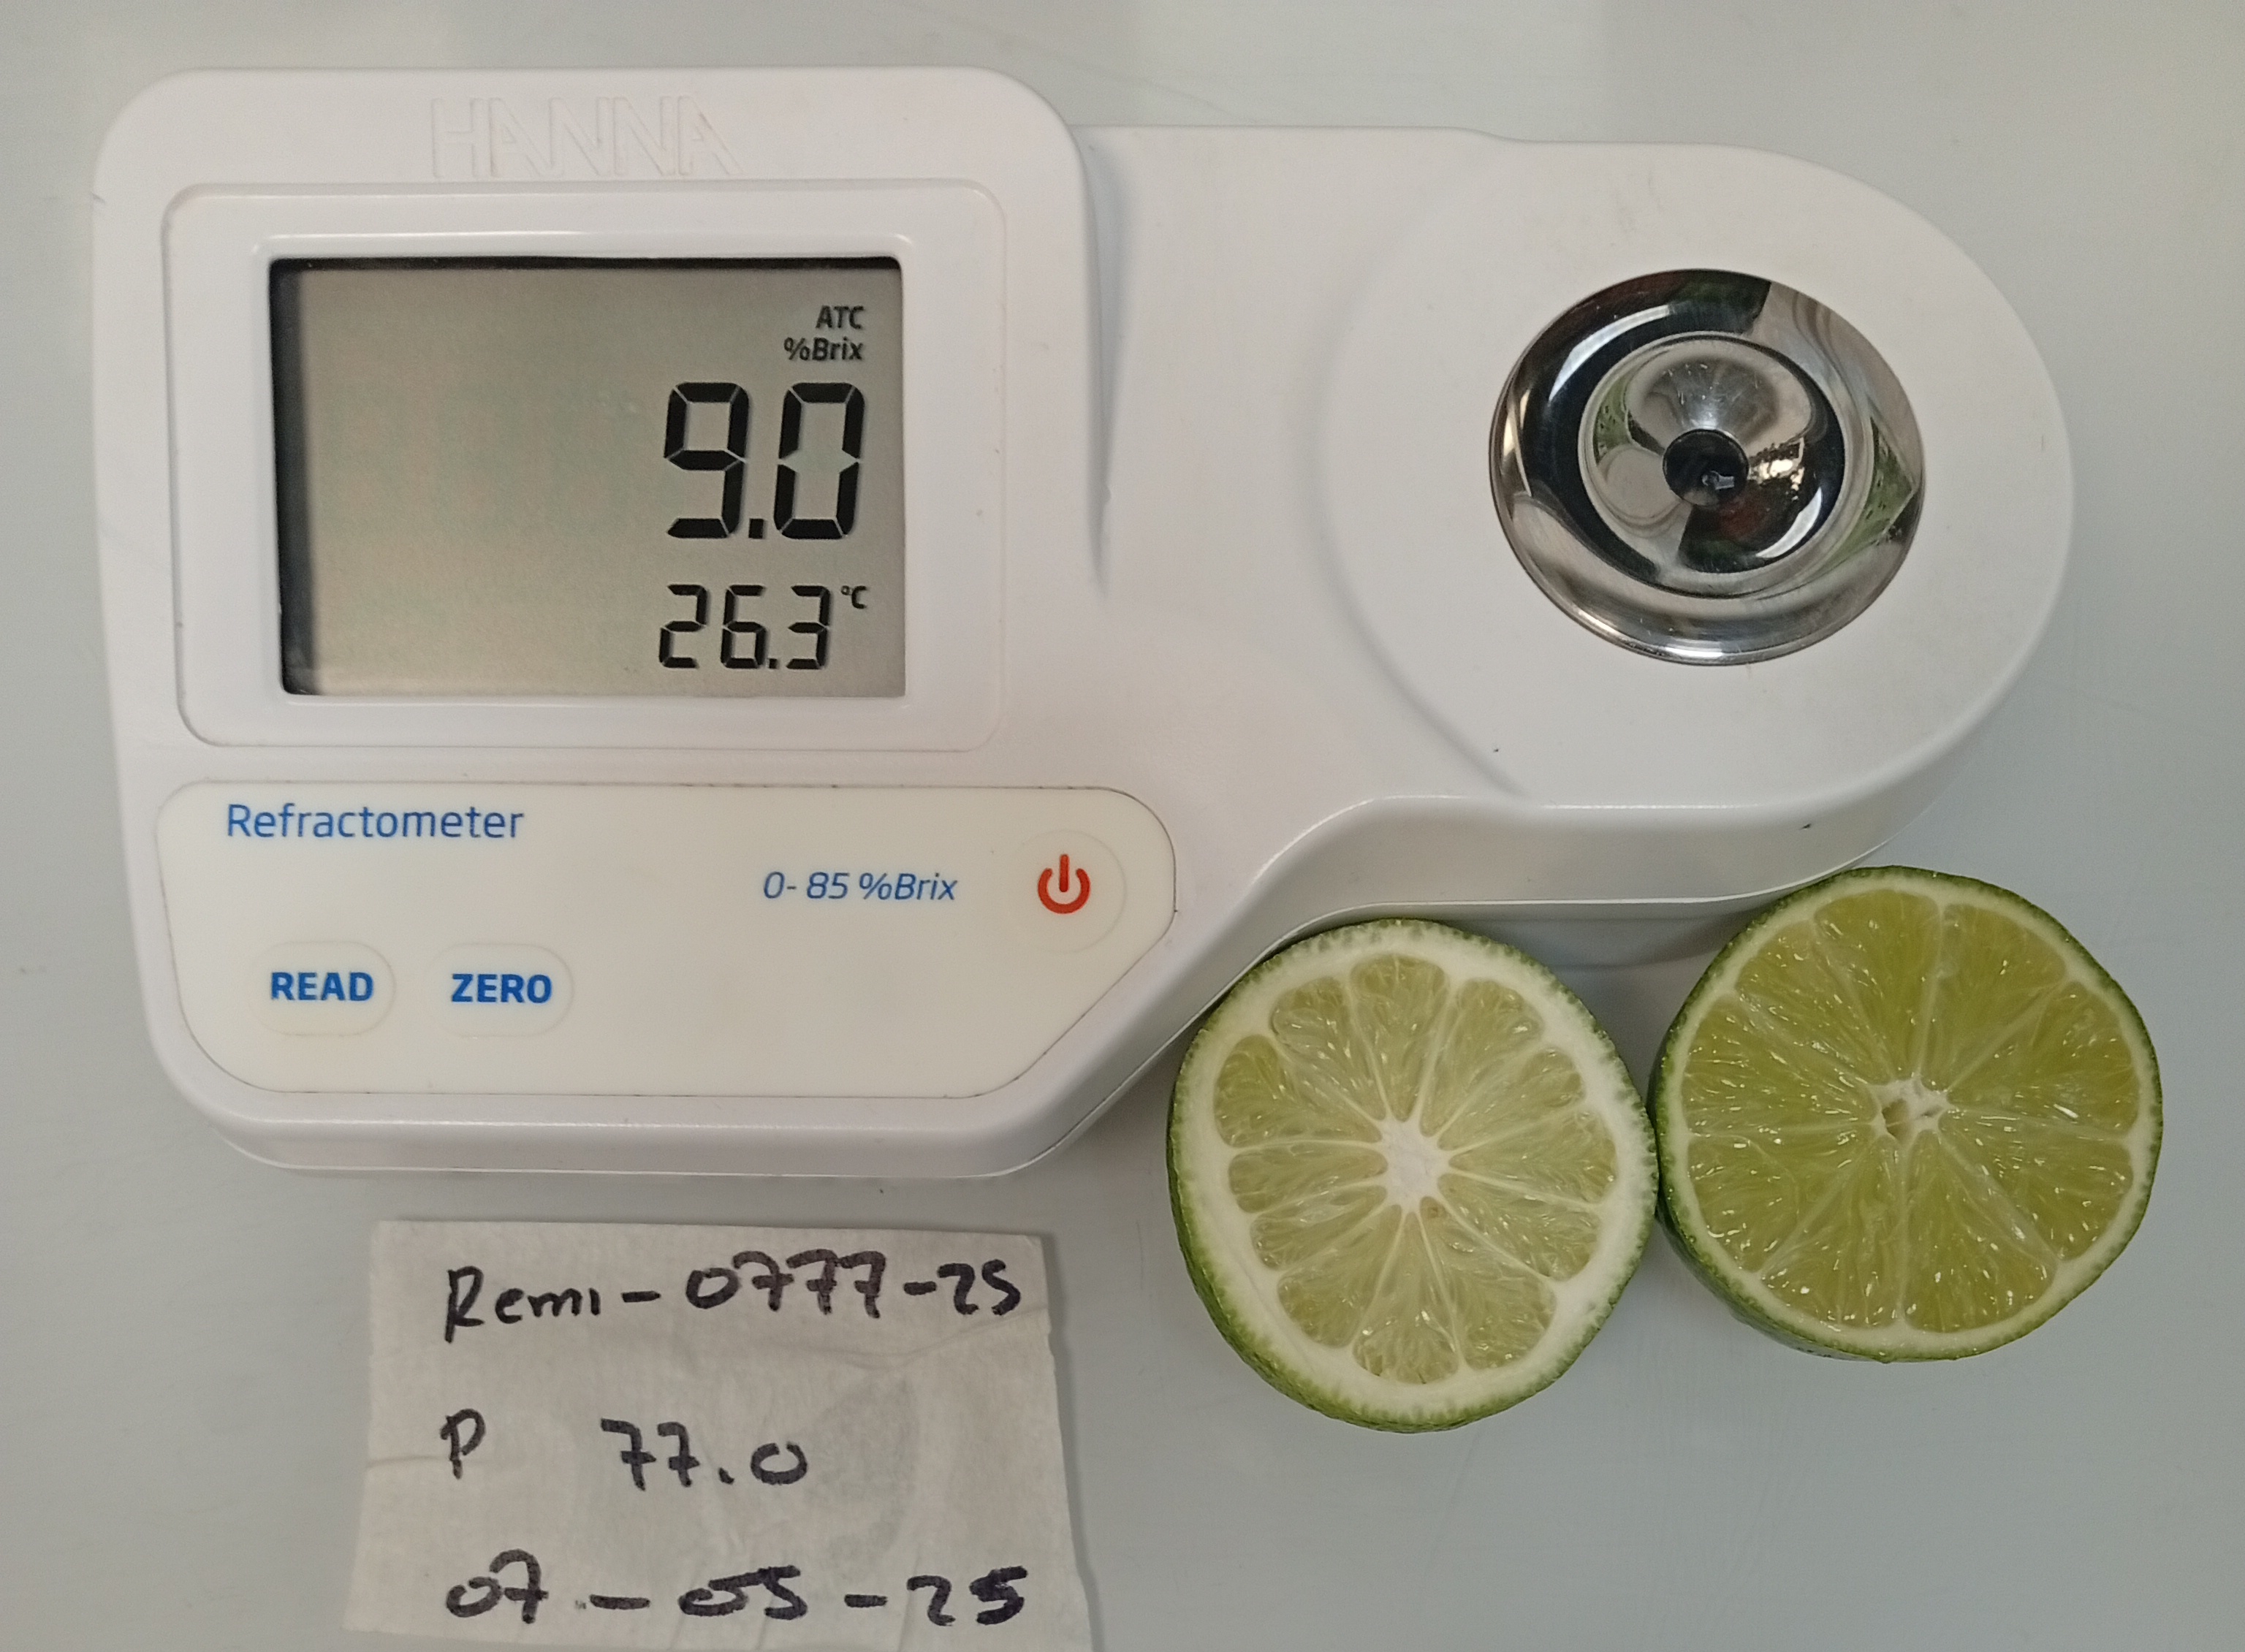 HANNA
ATC
%Brix
9.0
26.3 °C
Refractometer
0- 85 %Brix
READ ZERO
Remi - 0777-25
P 77.0
07 - 05 - 25